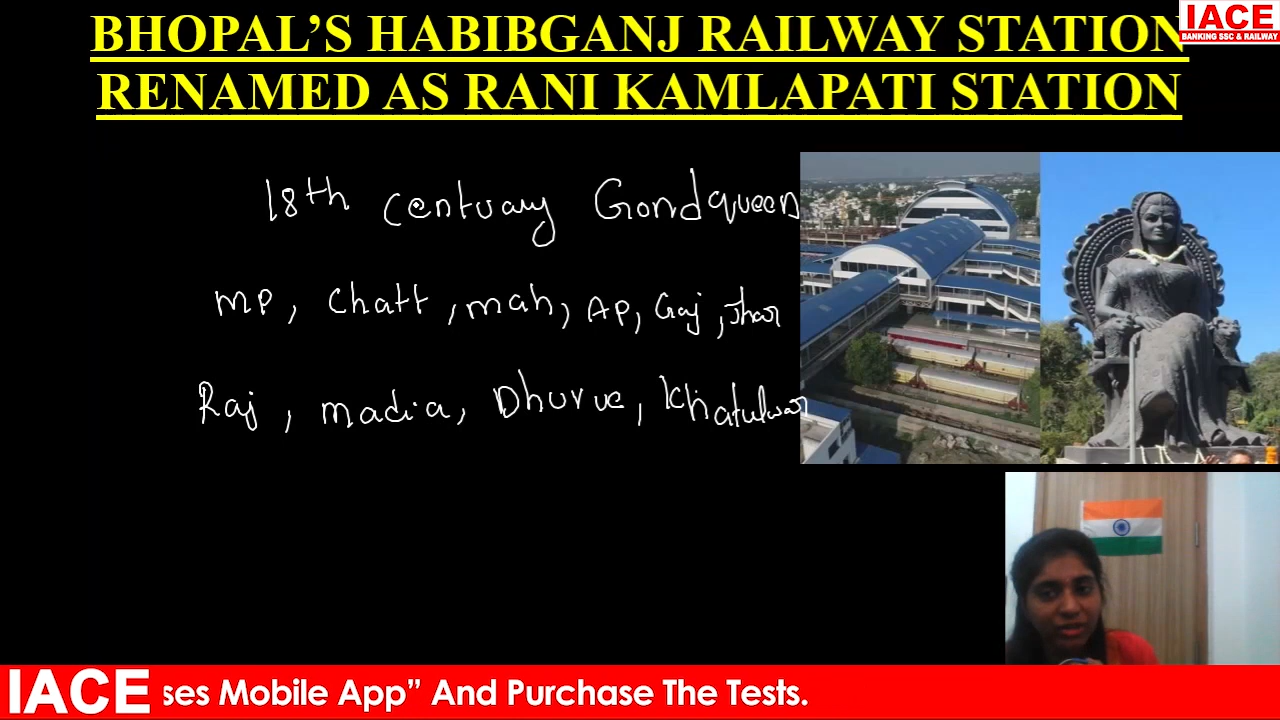 BHOPAL’S HABIBGANJ RAILWAY STATION
RENAMED AS RANI KAMLAPATI STATION
IACE
BANKING SSC & RAILWAY
18th Centuary Gondqueen
MP, Chatt, mah, AP, Guj, Jhar
Raj, madia, Dhurve, Khatulwar
IACE ses Mobile App” And Purchase The Tests.